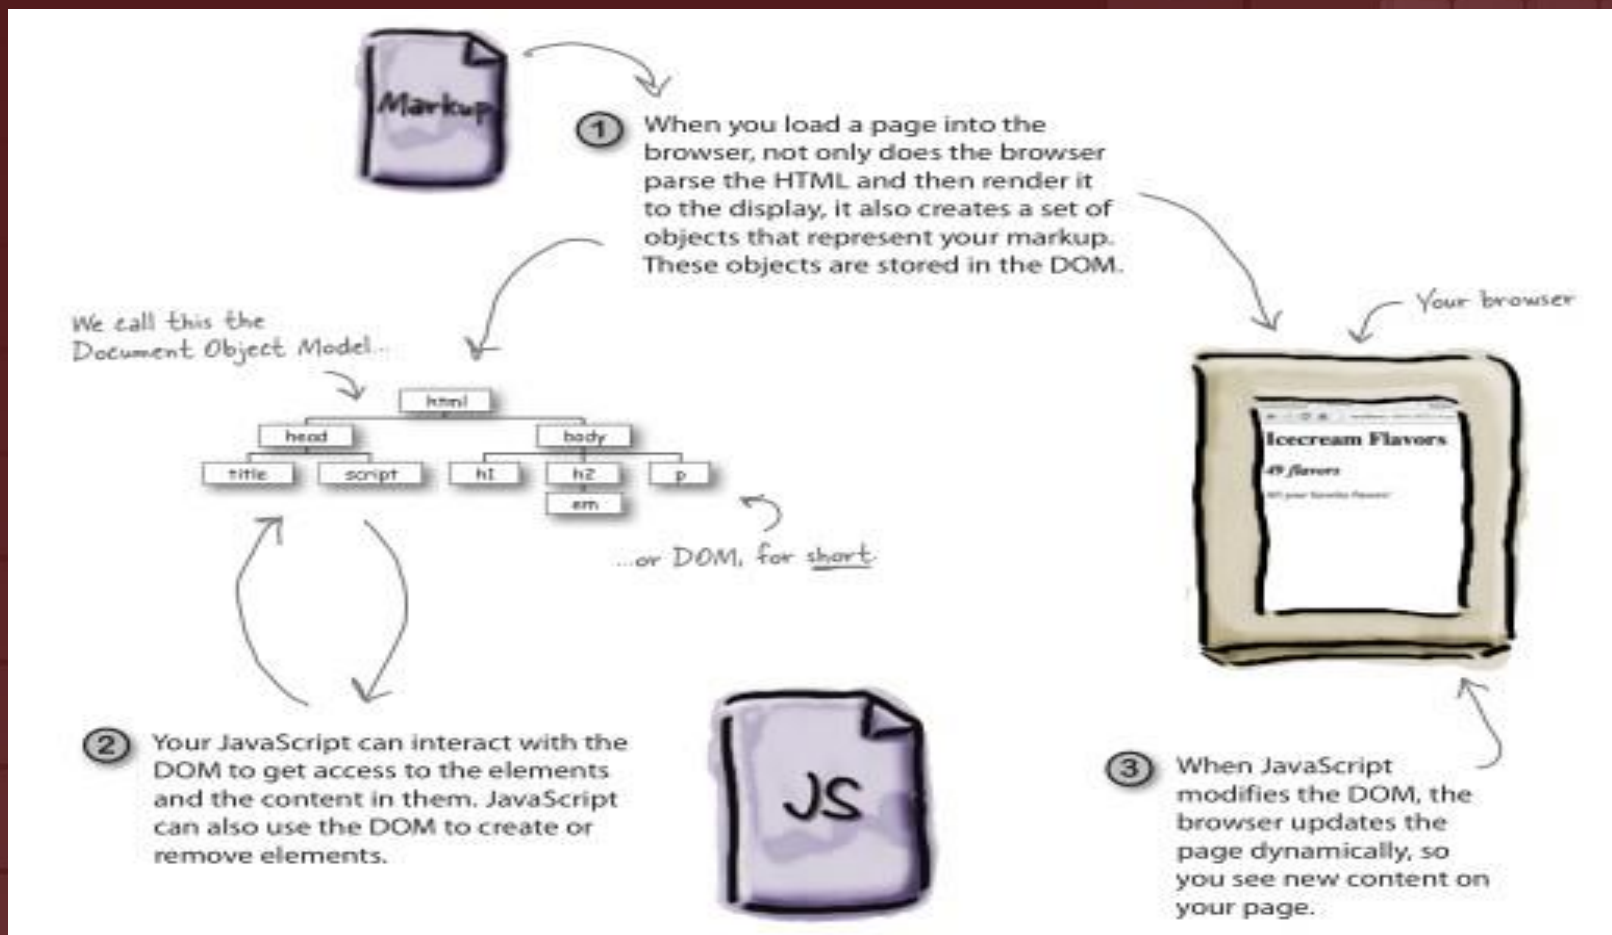 Markup
1
When you load a page into the
browser, not only does the browser
parse the HTML and then render it
to the display, it also creates a set of
objects that represent your markup.
These objects are stored in the DOM.
We call this the
Document Object Model...
html
head
body
title
script
h1
h2
p
em
...or DOM, for short.
Your browser
Icecream Flavors
49 flavors
All your favorite flavors!
2
Your JavaScript can interact with the
DOM to get access to the elements
and the content in them. JavaScript
can also use the DOM to create or
remove elements.
JS
3
When JavaScript
modifies the DOM, the
browser updates the
page dynamically, so
you see new content on
your page.